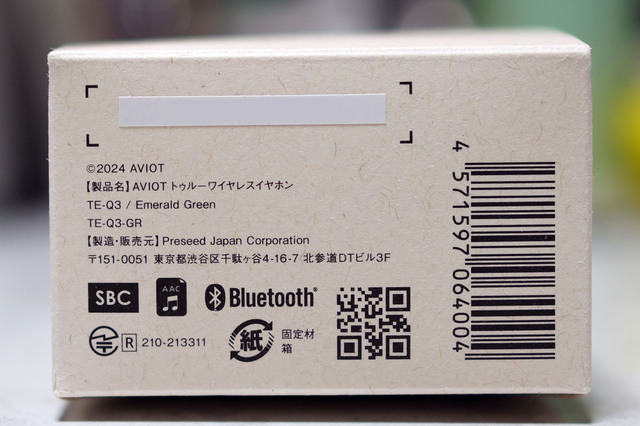 ©2024 AVIOT
【製品名】AVIOT トゥルーワイヤレスイヤホン
TE-Q3 / Emerald Green
TE-Q3-GR
【製造・販売元】Preseed Japan Corporation
〒151-0051 東京都渋谷区千駄ヶ谷4-16-7 北参道DTビル3F
SBC
AAC
Bluetooth®
R 210-213311
紙
固定材
箱
4 571597 064004